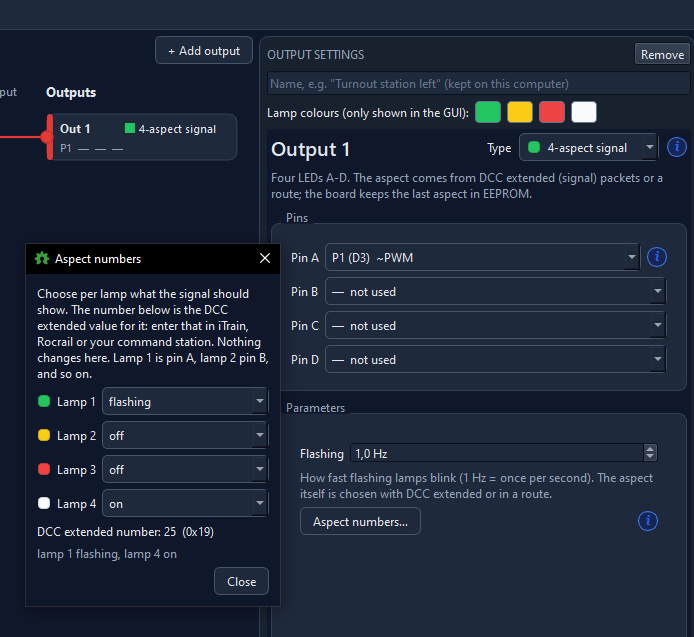 + Add output
put
Outputs
Out 1
4-aspect signal
P1 — — —
OUTPUT SETTINGS
Remove
Name, e.g. "Turnout station left" (kept on this computer)
Lamp colours (only shown in the GUI):
Output 1
Type
4-aspect signal
i
Four LEDs A-D. The aspect comes from DCC extended (signal) packets or a
route; the board keeps the last aspect in EEPROM.
Pins
Pin A
P1 (D3) ~PWM
i
Pin B
— not used
Pin C
— not used
Pin D
— not used
Parameters
Flashing
1,0 Hz
How fast flashing lamps blink (1 Hz = once per second). The aspect
itself is chosen with DCC extended or in a route.
Aspect numbers...
i
Aspect numbers
Choose per lamp what the signal should
show. The number below is the DCC
extended value for it: enter that in iTrain,
Rocrail or your command station. Nothing
changes here. Lamp 1 is pin A, lamp 2 pin B,
and so on.
Lamp 1
flashing
Lamp 2
off
Lamp 3
off
Lamp 4
on
DCC extended number: 25 (0x19)
lamp 1 flashing, lamp 4 on
Close